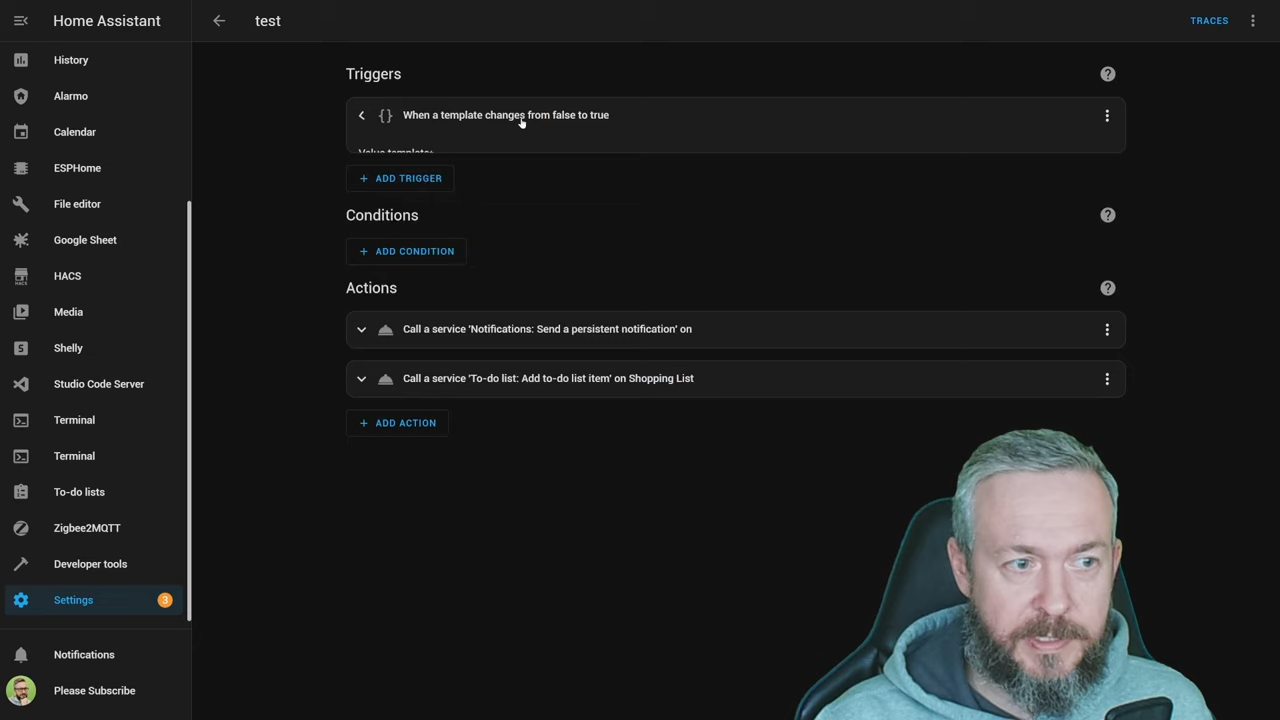 Home Assistant
test
TRACES
History
Alarmo
Calendar
ESPHome
File editor
Google Sheet
HACS
HACS
Media
Shelly
Studio Code Server
Terminal
Terminal
To-do lists
Zigbee2MQTT
Developer tools
Settings
3
Notifications
Please Subscribe
Triggers
?
{} When a template changes from false to true
Value template*
+ ADD TRIGGER
Conditions
?
+ ADD CONDITION
Actions
?
Call a service 'Notifications: Send a persistent notification' on
Call a service 'To-do list: Add to-do list item' on Shopping List
+ ADD ACTION